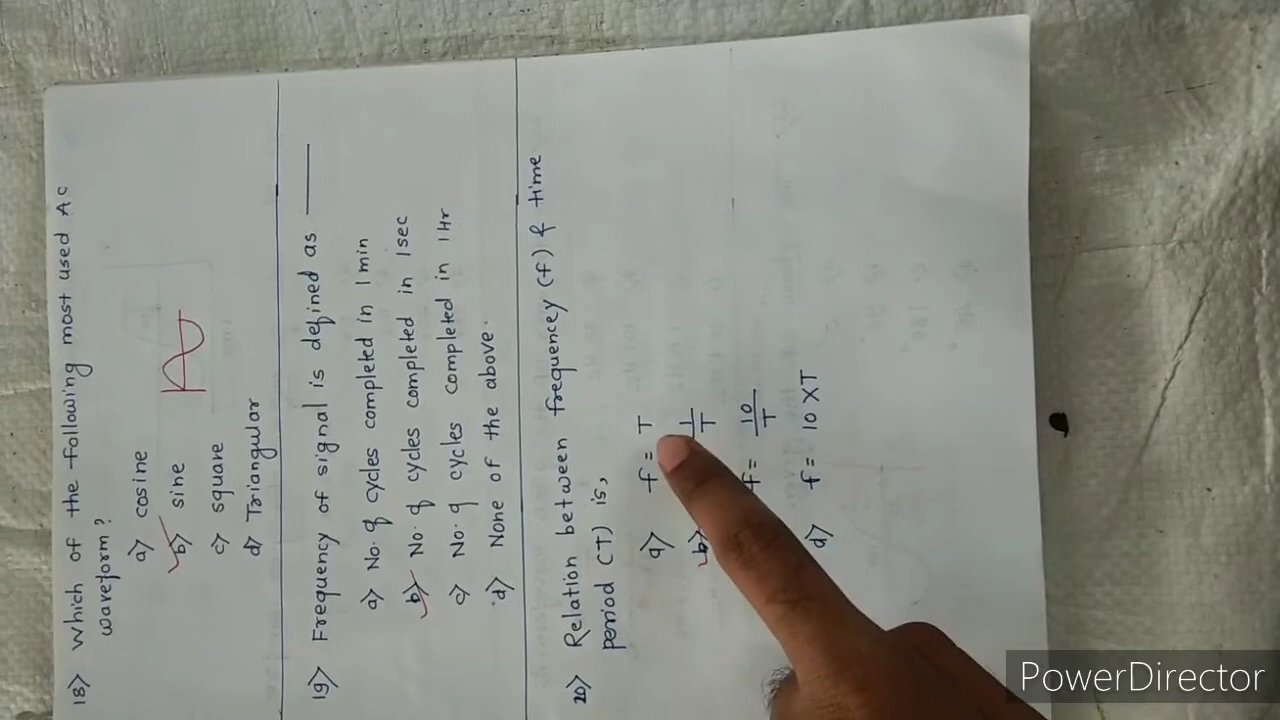 18) Which of the following most used AC
waveform?
a) cosine
b) sine
c) square
d) Triangular
19) Frequency of signal is defined as ____
a) No. of cycles completed in 1 min
b) No. of cycles completed in 1 sec
c) No. of cycles completed in 1 Hr
d) None of the above.
20) Relation between frequencey (f) & time
period (T) is,
a) f = T
b) 1/T
f = 10/T
d) f = 10 X T
PowerDirector